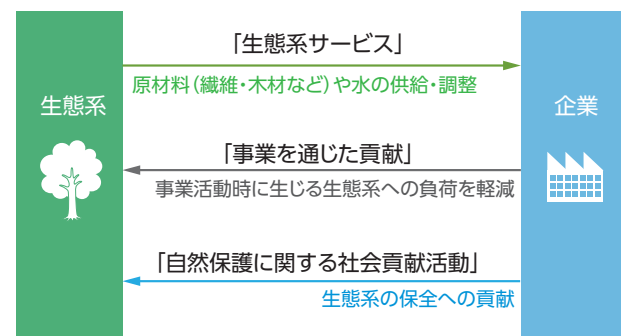 「生態系サービス」
原材料（繊維・木材など）や水の供給・調整
生態系
企業
「事業を通じた貢献」
事業活動時に生じる生態系への負荷を軽減
「自然保護に関する社会貢献活動」
生態系の保全への貢献